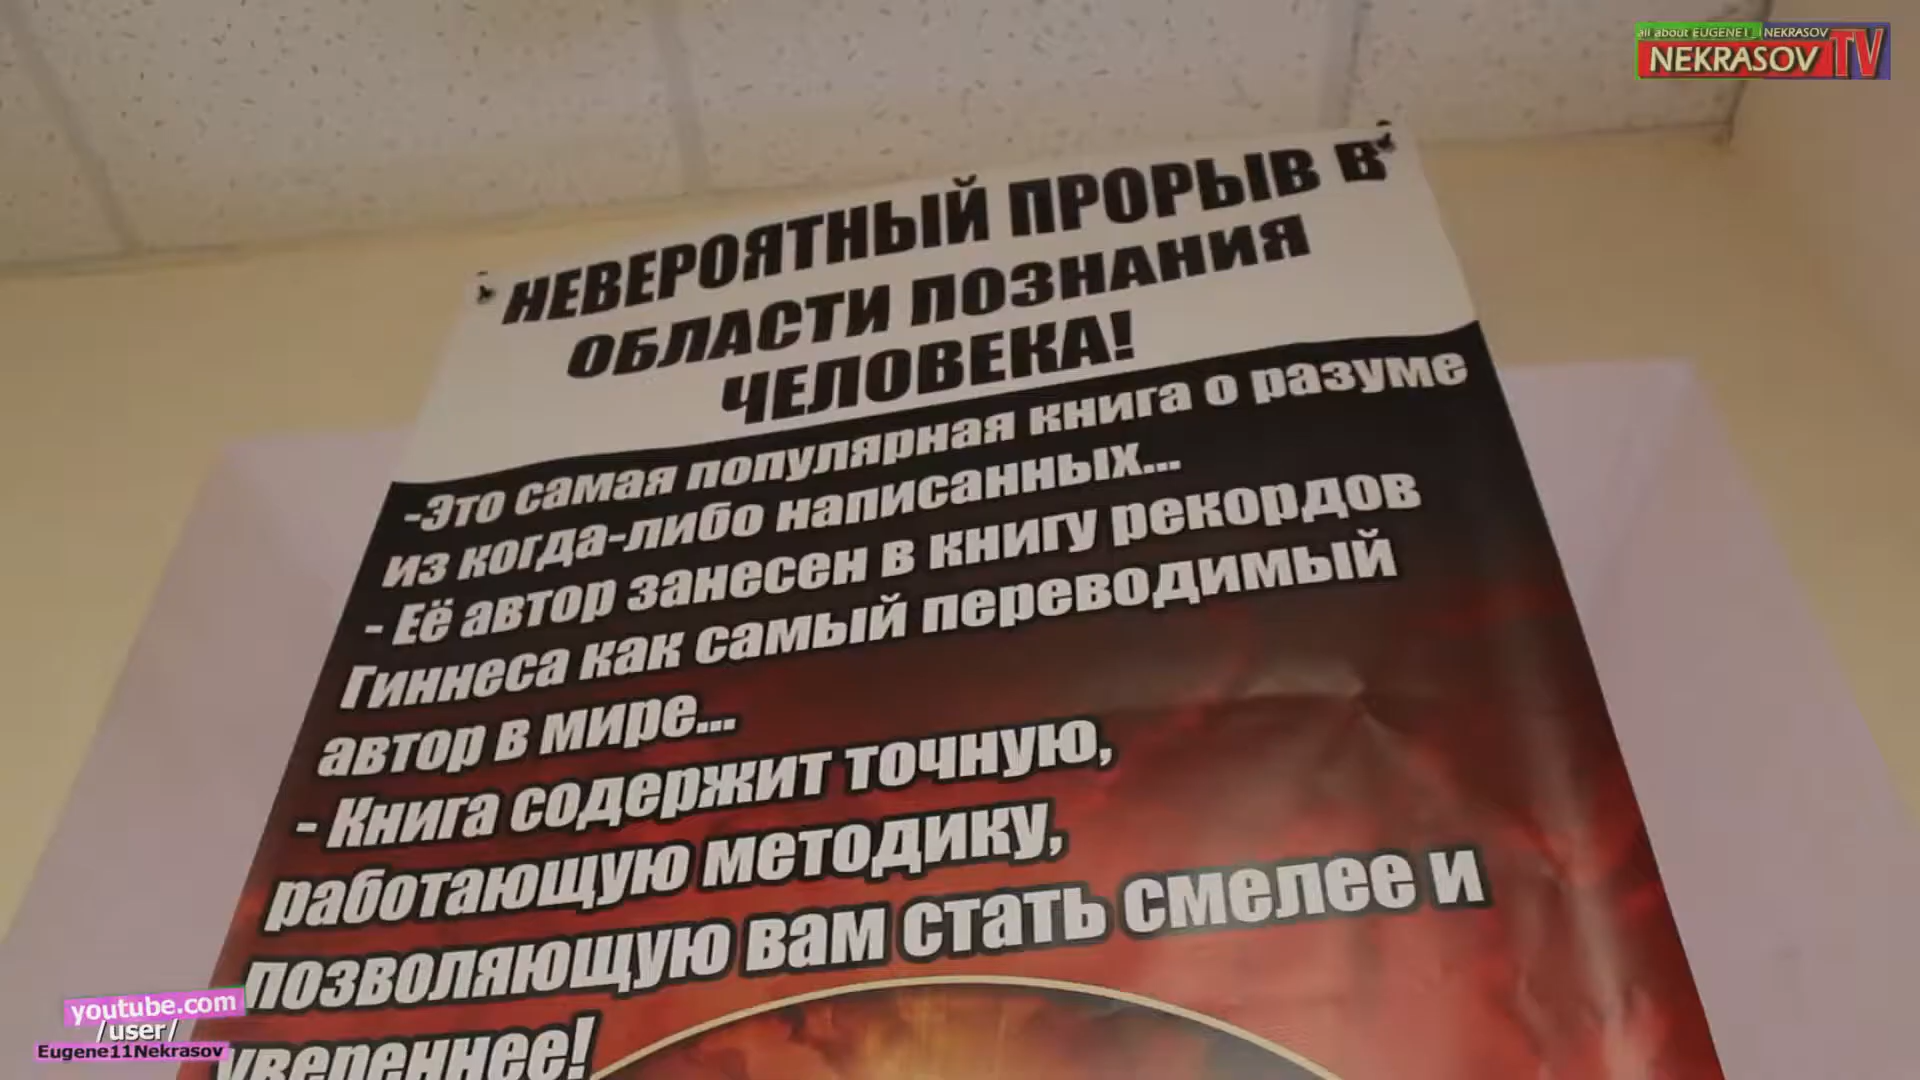 all about EUGENE11NEKRASOV
NEKRASOV TV
НЕВЕРОЯТНЫЙ ПРОРЫВ В
ОБЛАСТИ ПОЗНАНИЯ
ЧЕЛОВЕКА!
-Это самая популярная книга о разуме
из когда-либо написанных...
- Её автор занесен в книгу рекордов
Гиннеса как самый переводимый
автор в мире...
- Книга содержит точную,
работающую методику,
позволяющую вам стать смелее и
увереннее!
youtube.com
/user/
Eugene11Nekrasov